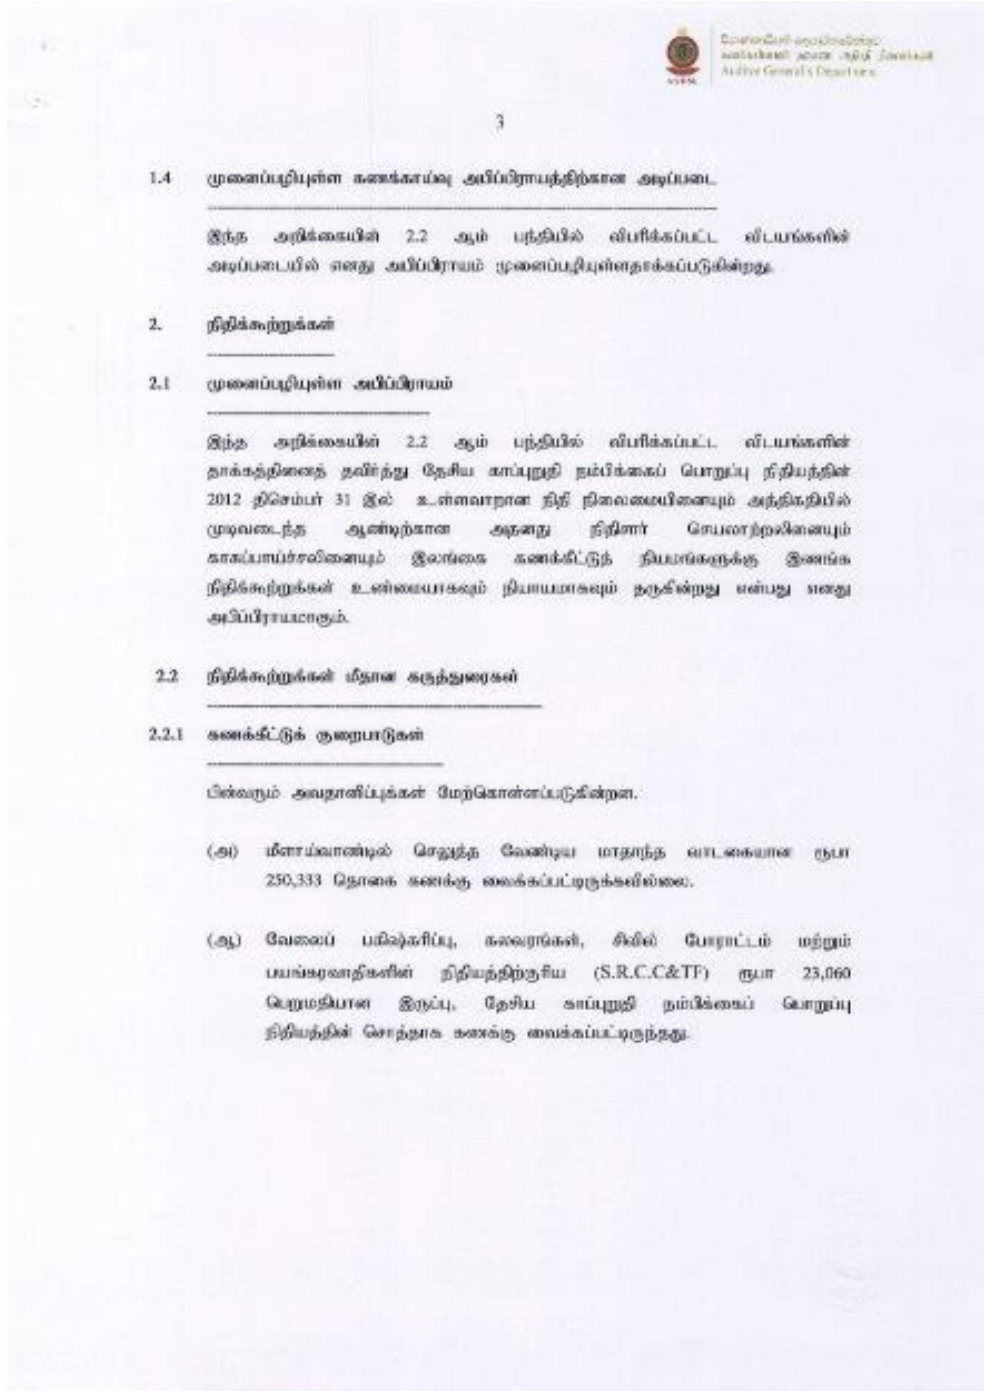 Auditor General's Department
3
1.4 முனைப்பழியுள்ள கணக்காய்வு அபிப்பிராயத்திற்கான அடிப்படை
இந்த அறிக்கையின் 2.2 ஆம் பந்தியில் விபரிக்கப்பட்ட விடயங்களின்
அடிப்படையில் எனது அபிப்பிராயம் முனைப்பழியுள்ளதாக்கப்படுகின்றது.
2. நிதிக்கூற்றுக்கள்
2.1 முனைப்பழியுள்ள அபிப்பிராயம்
இந்த அறிக்கையின் 2.2 ஆம் பந்தியில் விபரிக்கப்பட்ட விடயங்களின்
தாக்கத்தினைத் தவிர்த்து தேசிய காப்புறுதி நம்பிக்கைப் பொறுப்பு நிதியத்தின்
2012 திசெம்பர் 31 இல் உள்ளவாறான நிதி நிலைமையினையும் அத்திகதியில்
முடிவடைந்த ஆண்டிற்கான அதனது நிதிசார் செயலாற்றலினையும்
காசுப்பாய்ச்சலினையும் இலங்கை கணக்கீட்டுத் நியமங்களுக்கு இணங்க
நிதிக்கூற்றுக்கள் உண்மையாகவும் நியாயமாகவும் தருகின்றது என்பது எனது
அபிப்பிராயமாகும்.
2.2 நிதிக்கூற்றுக்கள் மீதான கருத்துரைகள்
2.2.1 கணக்கீட்டுக் குறைபாடுகள்
பின்வரும் அவதானிப்புக்கள் மேற்கொள்ளப்படுகின்றன.
(அ) மீளாய்வாண்டில் செலுத்த வேண்டிய மாதாந்த வாடகையான ரூபா
250,333 தொகை கணக்கு வைக்கப்பட்டிருக்கவில்லை.
(ஆ) வேலைப் பகிஷ்கரிப்பு, கலவரங்கள், சிவில் போராட்டம் மற்றும்
பயங்கரவாதிகளின் நிதியத்திற்குரிய (S.R.C.C&TF) ரூபா 23,060
பெறுமதியான இருப்பு, தேசிய காப்புறுதி நம்பிக்கைப் பொறுப்பு
நிதியத்தின் சொத்தாக கணக்கு வைக்கப்பட்டிருந்தது.